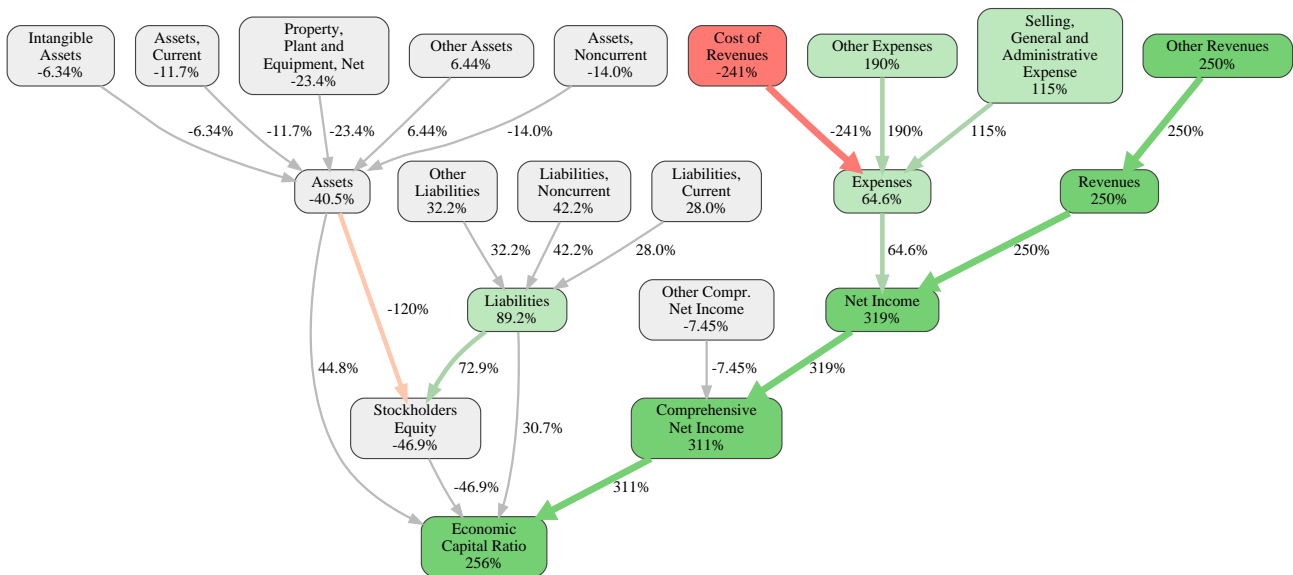 Intangible
Assets
-6.34%
Assets,
Current
-11.7%
Property,
Plant and
Equipment, Net
-23.4%
Other Assets
6.44%
Assets,
Noncurrent
-14.0%
Cost of
Revenues
-241%
Other Expenses
190%
Selling,
General and
Administrative
Expense
115%
Other Revenues
250%
-6.34%
-11.7%
-23.4%
6.44%
-14.0%
-241%
190%
115%
250%
Assets
-40.5%
Other
Liabilities
32.2%
Liabilities,
Noncurrent
42.2%
Liabilities,
Current
28.0%
Expenses
64.6%
Revenues
250%
32.2%
42.2%
28.0%
64.6%
250%
-120%
Liabilities
89.2%
Other Compr.
Net Income
-7.45%
Net Income
319%
44.8%
72.9%
-7.45%
319%
Stockholders
Equity
-46.9%
30.7%
Comprehensive
Net Income
311%
-46.9%
311%
Economic
Capital Ratio
256%